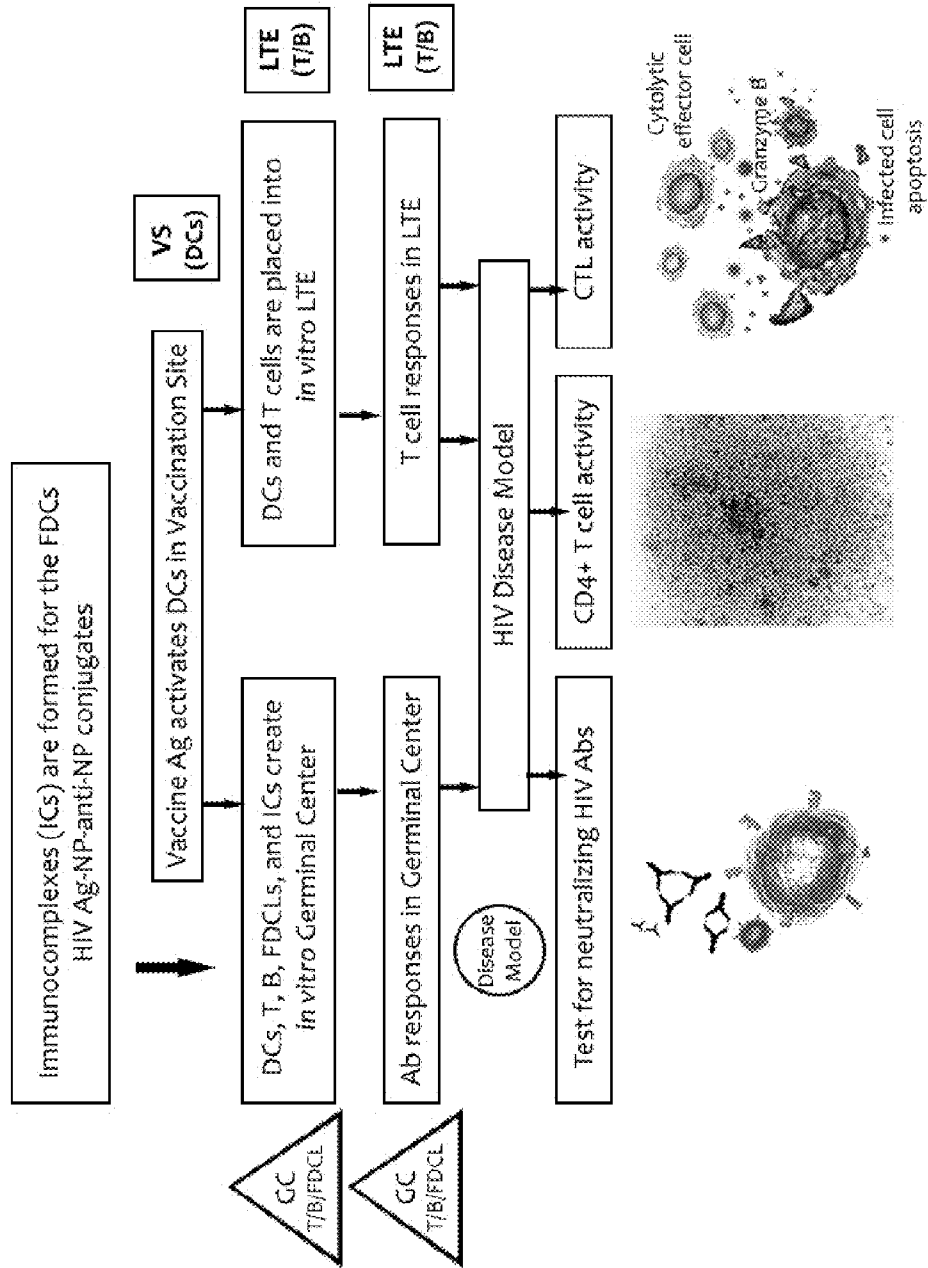 Immunocomplexes (ICs) are formed for the FDCs
HIV Ag-NP-anti-NP conjugates
Vaccine Ag activates DCs in Vaccination Site
VS
(DCs)
GC
T/B/FDCL
DCs, T, B, FDCLs, and ICs create
in vitro Germinal Center
DCs and T cells are placed into
in vitro LTE
LTE
(T/B)
GC
T/B/FDCL
Ab responses in Germinal Center
T cell responses in LTE
LTE
(T/B)
Disease
Model
HIV Disease Model
Test for neutralizing HIV Abs
CD4+ T cell activity
CTL activity
Cytolytic
effector cell
Granzyme B
* Infected cell
apoptosis